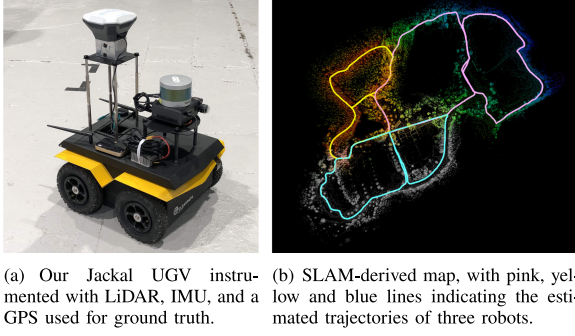 (a) Our Jackal UGV instru-
mented with LiDAR, IMU, and a
GPS used for ground truth.
(b) SLAM-derived map, with pink, yel-
low and blue lines indicating the esti-
mated trajectories of three robots.